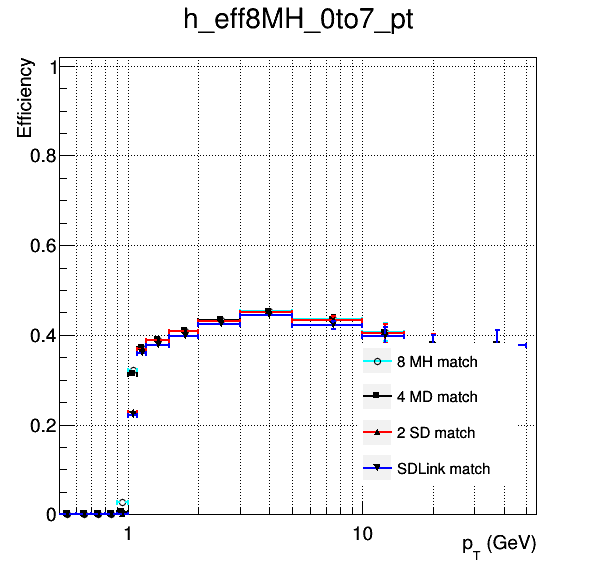 h_eff8MH_0to7_pt
Efficiency
1
0.8
0.6
0.4
0.2
0
8 MH match
4 MD match
2 SD match
SDLink match
1
10
p_T (GeV)